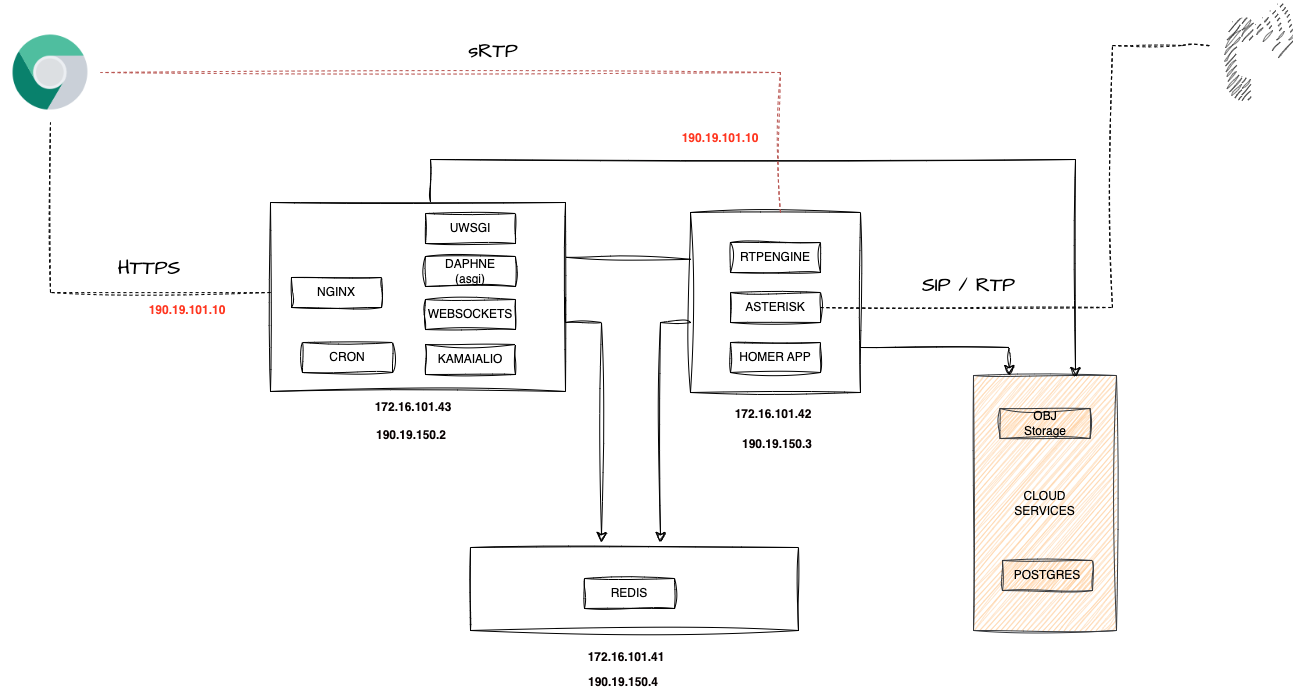 sRTP
190.19.101.10
HTTPS
190.19.101.10
UWSGI
DAPHNE
(asgi)
NGINX
WEBSOCKETS
CRON
KAMAIALIO
172.16.101.43
190.19.150.2
RTPENGINE
ASTERISK
HOMER APP
172.16.101.42
190.19.150.3
SIP / RTP
OBJ
Storage
CLOUD
SERVICES
POSTGRES
REDIS
172.16.101.41
190.19.150.4